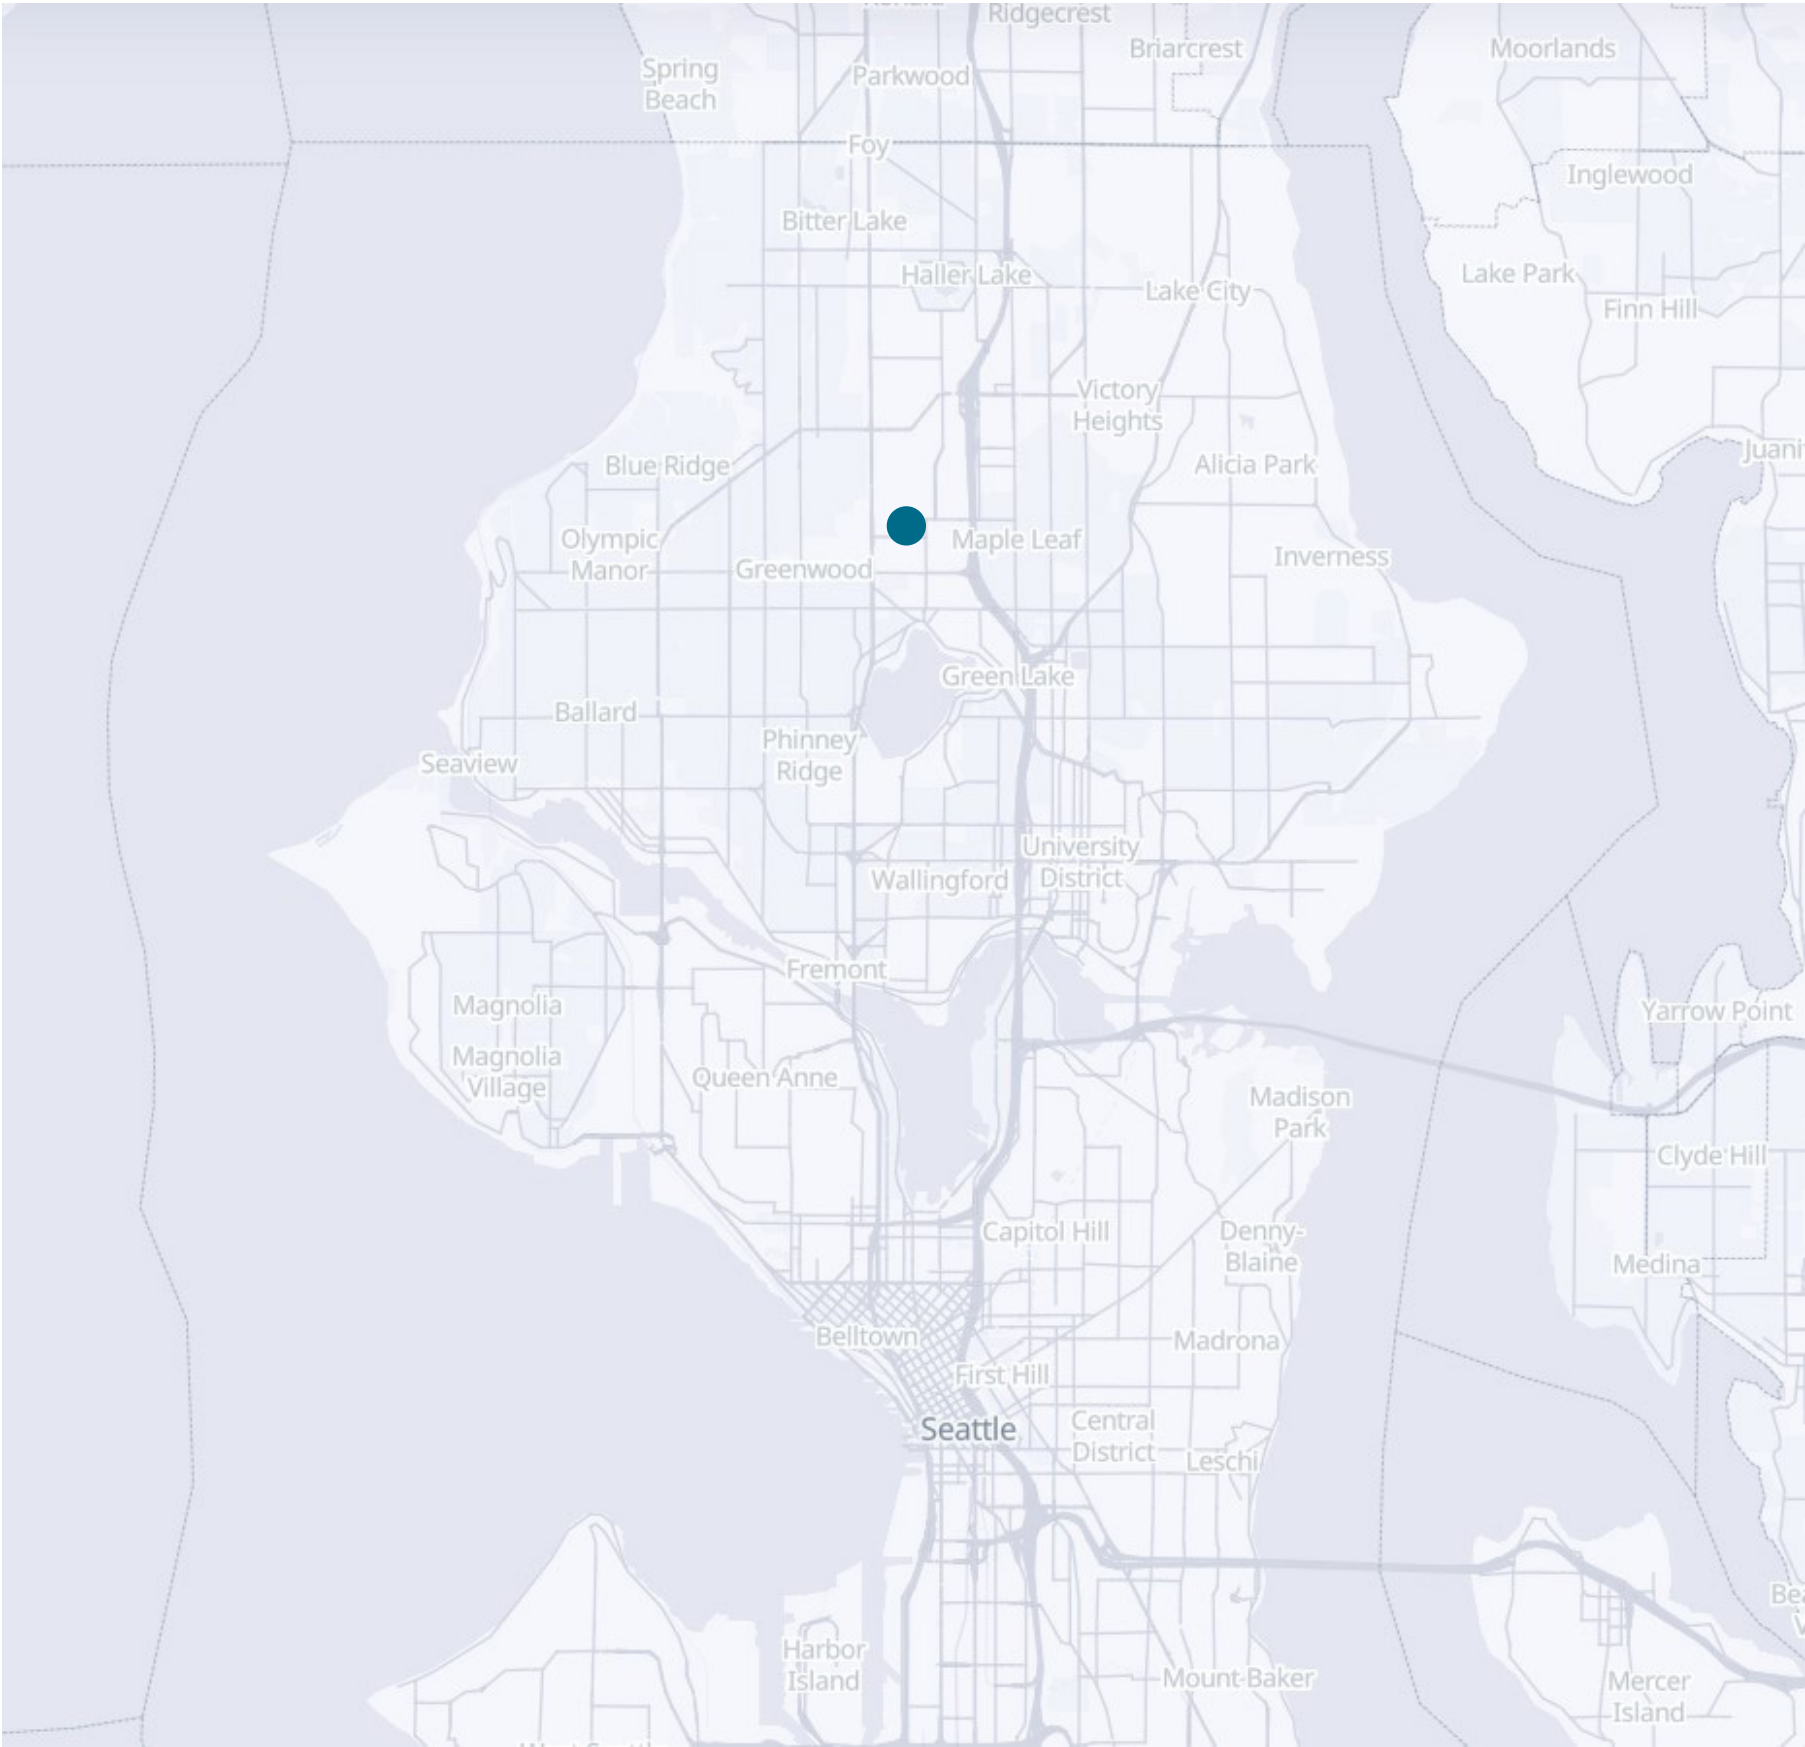 Ridgecrest
Briarcrest
Moorlands
Spring
Beach
Parkwood
Foy
Inglewood
Bitter Lake
Haller Lake
Lake City
Lake Park
Finn Hill
Victory
Heights
Blue Ridge
Alicia Park
Juani
Olympic
Manor
Greenwood
Maple Leaf
Inverness
Green Lake
Ballard
Phinney
Ridge
Seaview
University
District
Wallingford
Fremont
Magnolia
Yarrow Point
Magnolia
Village
Queen Anne
Madison
Park
Clyde Hill
Capitol Hill
Denny-
Blaine
Medina
Belltown
Madrona
First Hill
Seattle
Central
District
Leschi
Harbor
Island
Mount Baker
Mercer
Island